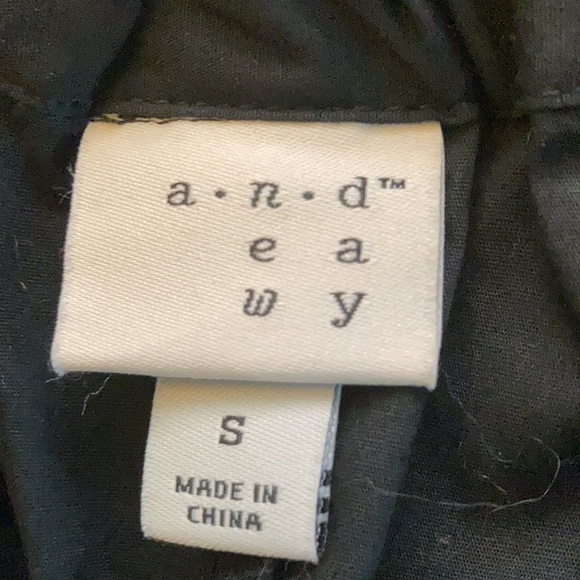 a · n · d™
e a
w y
S
MADE IN
CHINA